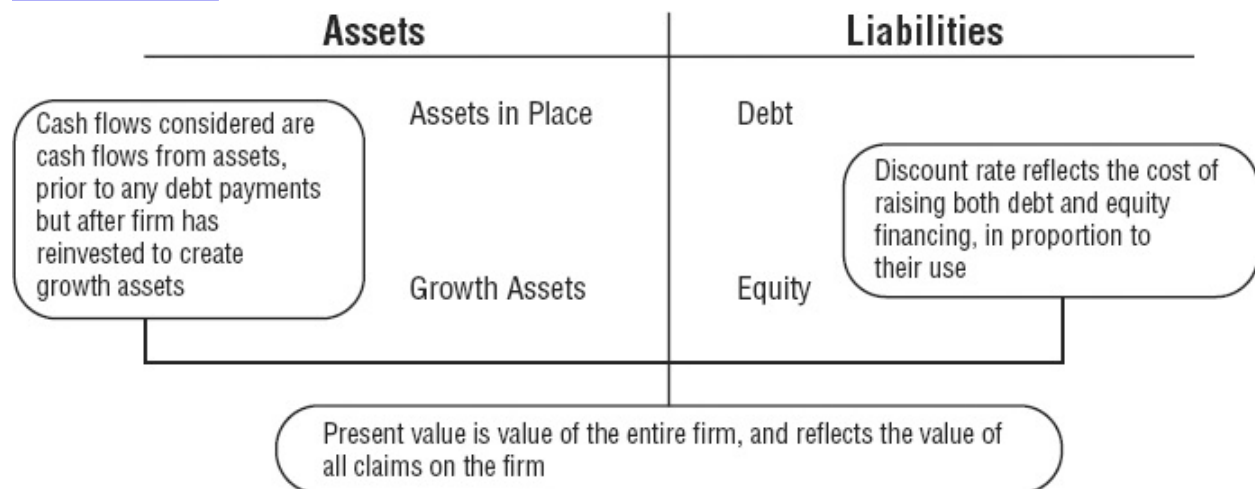 Assets
Liabilities
Cash flows considered are
cash flows from assets,
prior to any debt payments
but after firm has
reinvested to create
growth assets
Assets in Place
Growth Assets
Debt
Equity
Discount rate reflects the cost of
raising both debt and equity
financing, in proportion to
their use
Present value is value of the entire firm, and reflects the value of
all claims on the firm